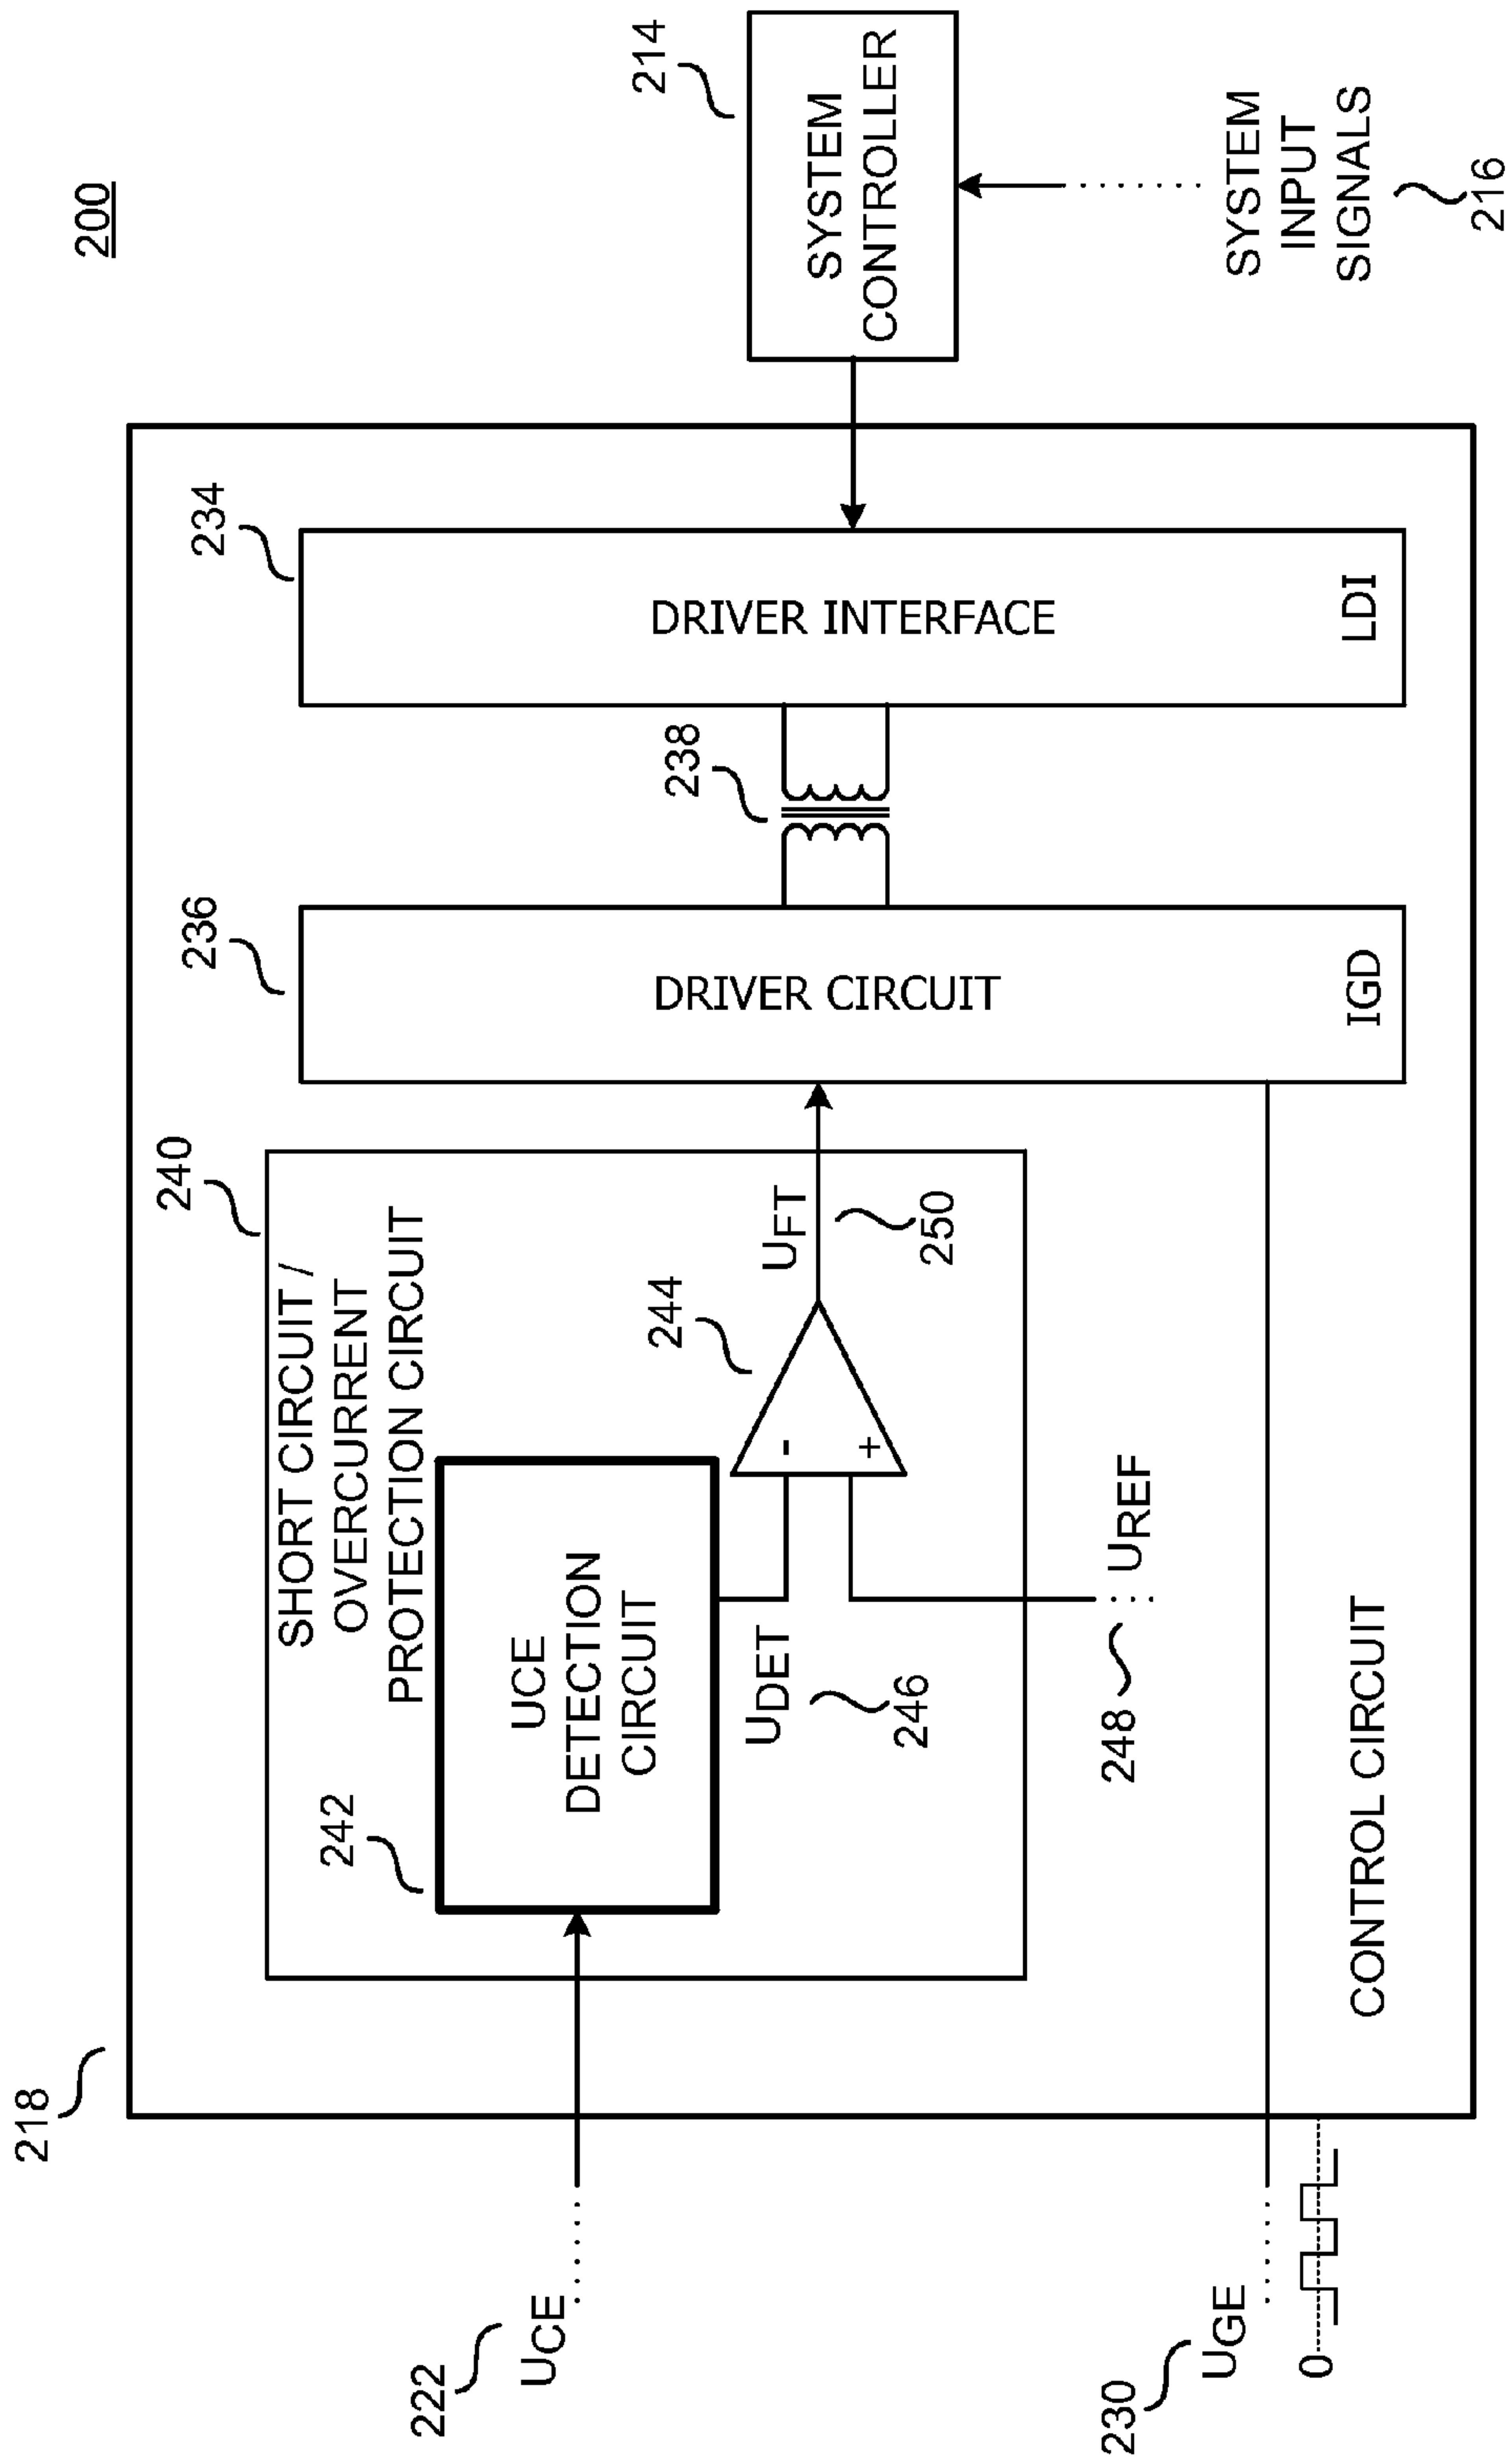 200
218
222
UCE
230
UGE
0
240
SHORT CIRCUIT /
OVERCURRENT
PROTECTION CIRCUIT
242
UCE
DETECTION
CIRCUIT
UDET
246
244
-
+
UFT
250
248
UREF
CONTROL CIRCUIT
236
DRIVER CIRCUIT
IGD
238
234
DRIVER INTERFACE
LDI
214
SYSTEM
CONTROLLER
SYSTEM
INPUT
SIGNALS
216